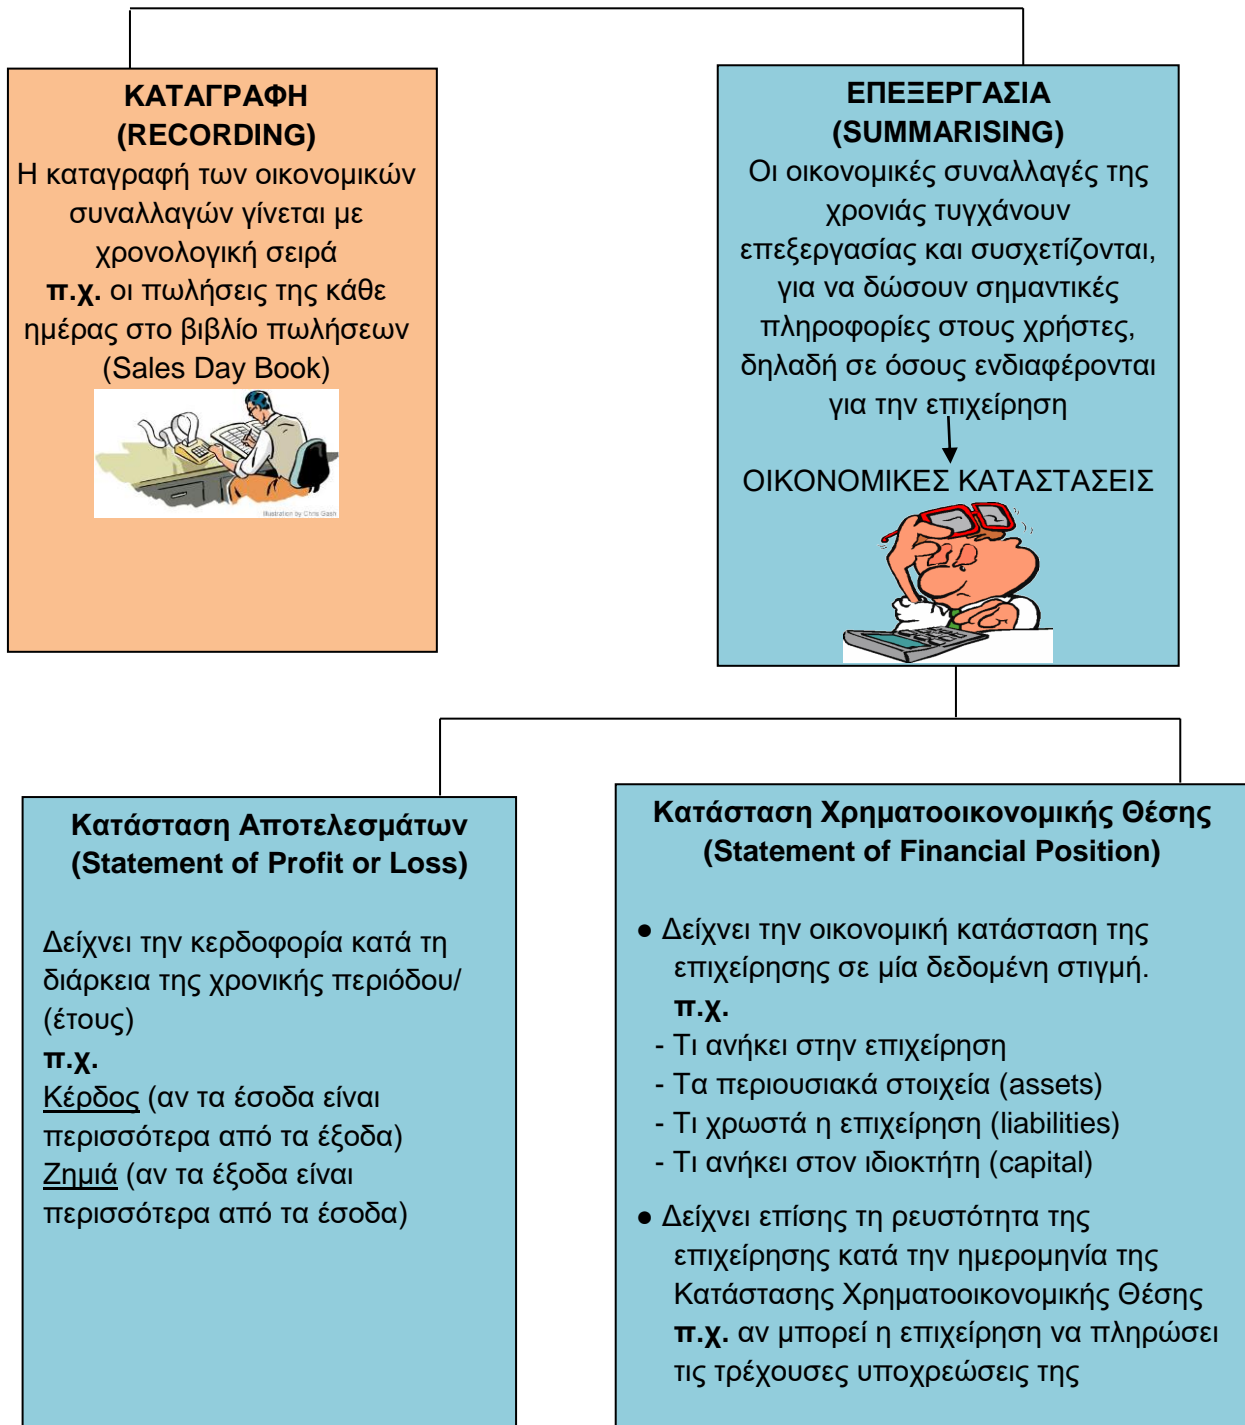 ΚΑΤΑΓΡΑΦΗ
(RECORDING)
Η καταγραφή των οικονομικών
συναλλαγών γίνεται με
χρονολογική σειρά
π.χ. οι πωλήσεις της κάθε
ημέρας στο βιβλίο πωλήσεων
(Sales Day Book)
Illustration by Chris Gash
ΕΠΕΞΕΡΓΑΣΙΑ
(SUMMARISING)
Οι οικονομικές συναλλαγές της
χρονιάς τυγχάνουν
επεξεργασίας και συσχετίζονται,
για να δώσουν σημαντικές
πληροφορίες στους χρήστες,
δηλαδή σε όσους ενδιαφέρονται
για την επιχείρηση
ΟΙΚΟΝΟΜΙΚΕΣ ΚΑΤΑΣΤΑΣΕΙΣ
Κατάσταση Αποτελεσμάτων
(Statement of Profit or Loss)
Δείχνει την κερδοφορία κατά τη
διάρκεια της χρονικής περιόδου/
(έτους)
π.χ.
Κέρδος (αν τα έσοδα είναι
περισσότερα από τα έξοδα)
Ζημιά (αν τα έξοδα είναι
περισσότερα από τα έσοδα)
Κατάσταση Χρηματοοικονομικής Θέσης
(Statement of Financial Position)
● Δείχνει την οικονομική κατάσταση της
επιχείρησης σε μία δεδομένη στιγμή.
π.χ.
- Τι ανήκει στην επιχείρηση
- Τα περιουσιακά στοιχεία (assets)
- Τι χρωστά η επιχείρηση (liabilities)
- Τι ανήκει στον ιδιοκτήτη (capital)
● Δείχνει επίσης τη ρευστότητα της
επιχείρησης κατά την ημερομηνία της
Κατάστασης Χρηματοοικονομικής Θέσης
π.χ. αν μπορεί η επιχείρηση να πληρώσει
τις τρέχουσες υποχρεώσεις της